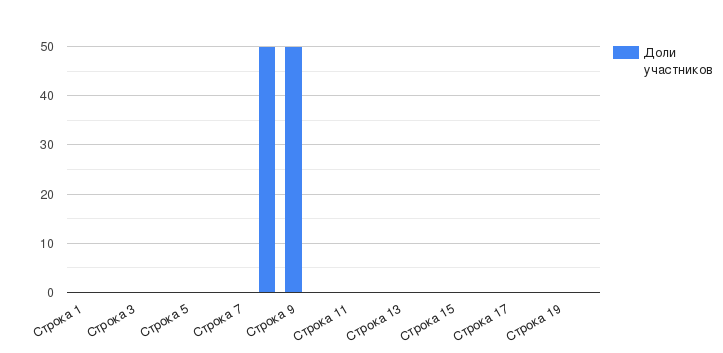 50
40
30
20
10
0
Доли
участников
Строка 1
Строка 3
Строка 5
Строка 7
Строка 9
Строка 11
Строка 13
Строка 15
Строка 17
Строка 19